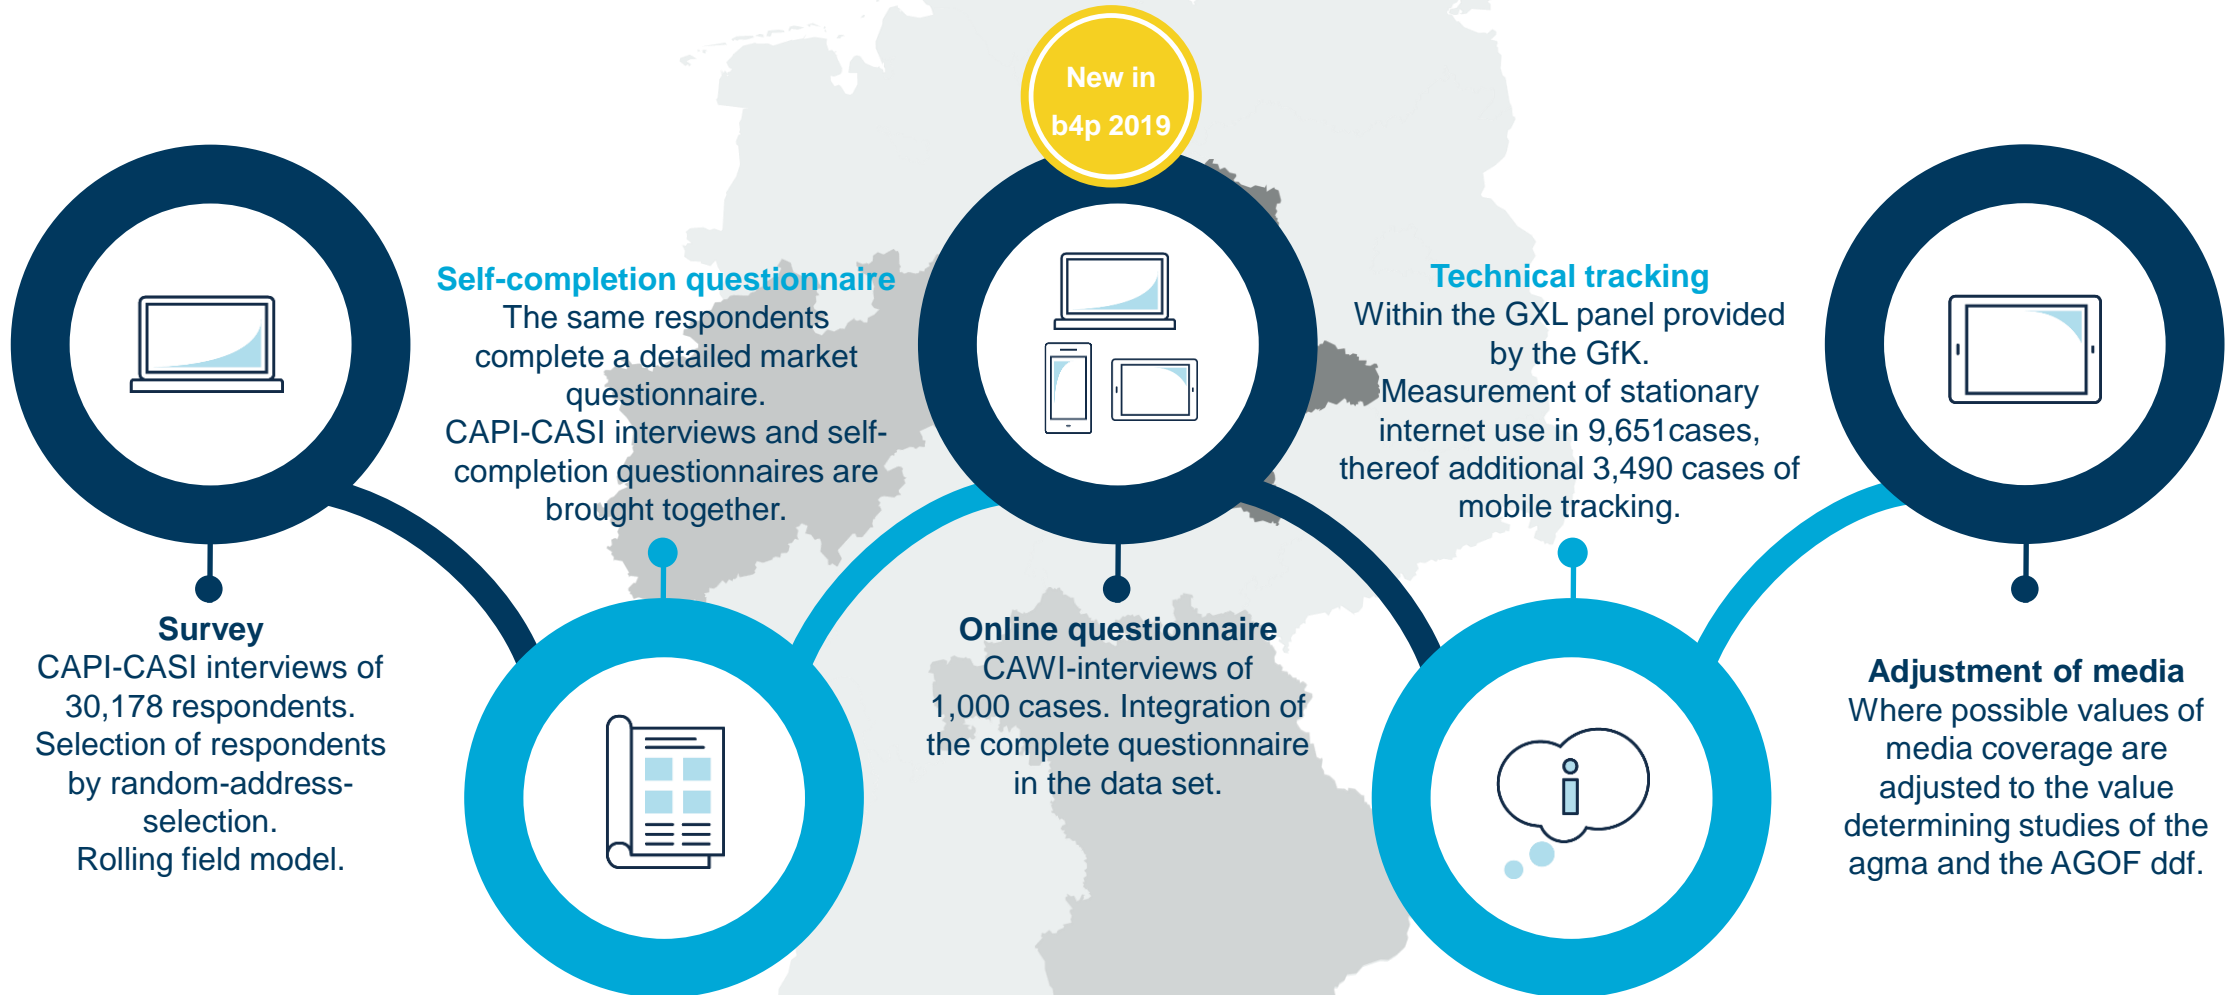 New in
b4p 2019
Survey
CAPI-CASI interviews of
30,178 respondents.
Selection of respondents
by random-address-
selection.
Rolling field model.
Self-completion questionnaire
The same respondents
complete a detailed market
questionnaire.
CAPI-CASI interviews and self-
completion questionnaires are
brought together.
Online questionnaire
CAWI-interviews of
1,000 cases. Integration of
the complete questionnaire
in the data set.
Technical tracking
Within the GXL panel provided
by the GfK.
Measurement of stationary
internet use in 9,651cases,
thereof additional 3,490 cases of
mobile tracking.
Adjustment of media
Where possible values of
media coverage are
adjusted to the value
determining studies of the
agma and the AGOF ddf.